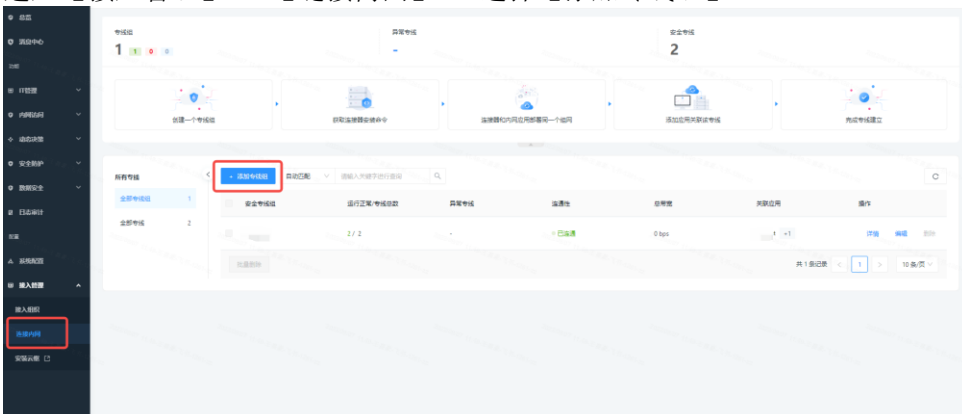 总览
消息中心
功能
IT管理
内网访问
动态决策
安全防护
数据安全
日志审计
配置
系统配置
接入管理
接入组织
连接内网
安装云枢
专线组
1 1 0 0
异常专线
-
安全专线
2
创建一个专线组
获取连接器安装命令
连接器和内网应用部署同一个组网
添加应用关联该专线
完成专线建立
所有专线
全部专线组 1
全部专线 2
+ 添加专线组 自动匹配 请输入关键字进行查询
安全专线组 运行正常/专线总数 异常专线 连通性 总带宽 关联应用 操作
2 / 2 - 已连通 0 bps +1 详情 编辑 删除
批量删除
共 1 条记录 < 1 > 10 条/页